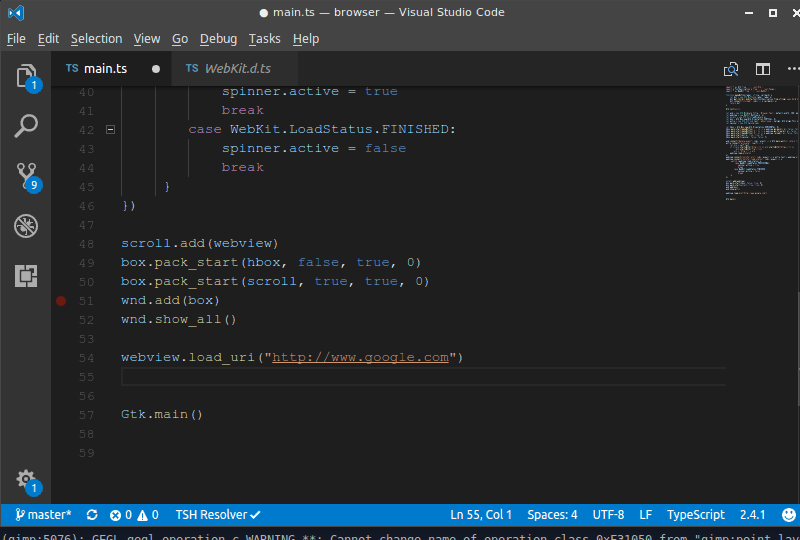 ● main.ts — browser — Visual Studio Code
File Edit Selection View Go Debug Tasks Help
TS main.ts ● TS WebKit.d.ts
1
9
1
40 spinner.active = true
41 break
42 case WebKit.LoadStatus.FINISHED:
43 spinner.active = false
44 break
45 }
46 })
47
48 scroll.add(webview)
49 box.pack_start(hbox, false, true, 0)
50 box.pack_start(scroll, true, true, 0)
51 wnd.add(box)
52 wnd.show_all()
53
54 webview.load_uri("http://www.google.com")
55
56
57 Gtk.main()
58
59
master* 0 0 TSH Resolver ✓ Ln 55, Col 1 Spaces: 4 UTF-8 LF TypeScript 2.4.1
(gimp:5076): GEGL-gegl-operation.c-WARNING **: Cannot change name of operation class 0xF31050 from "gimp:point-lay